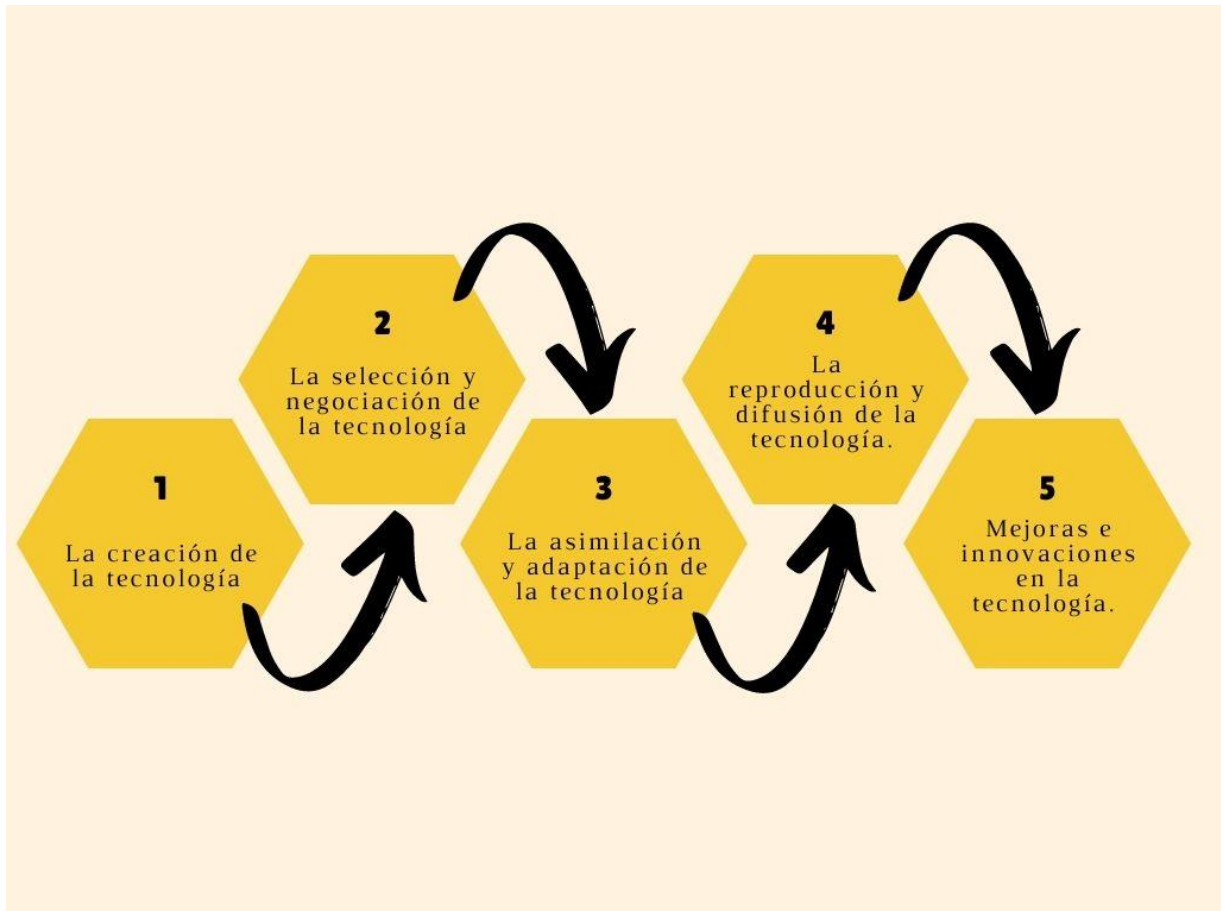 1
La creación de
la tecnología
2
La selección y
negociación de
la tecnología
3
La asimilación
y adaptación de
la tecnología
4
La
reproducción y
difusión de la
tecnología.
5
Mejoras e
innovaciones
en la
tecnología.